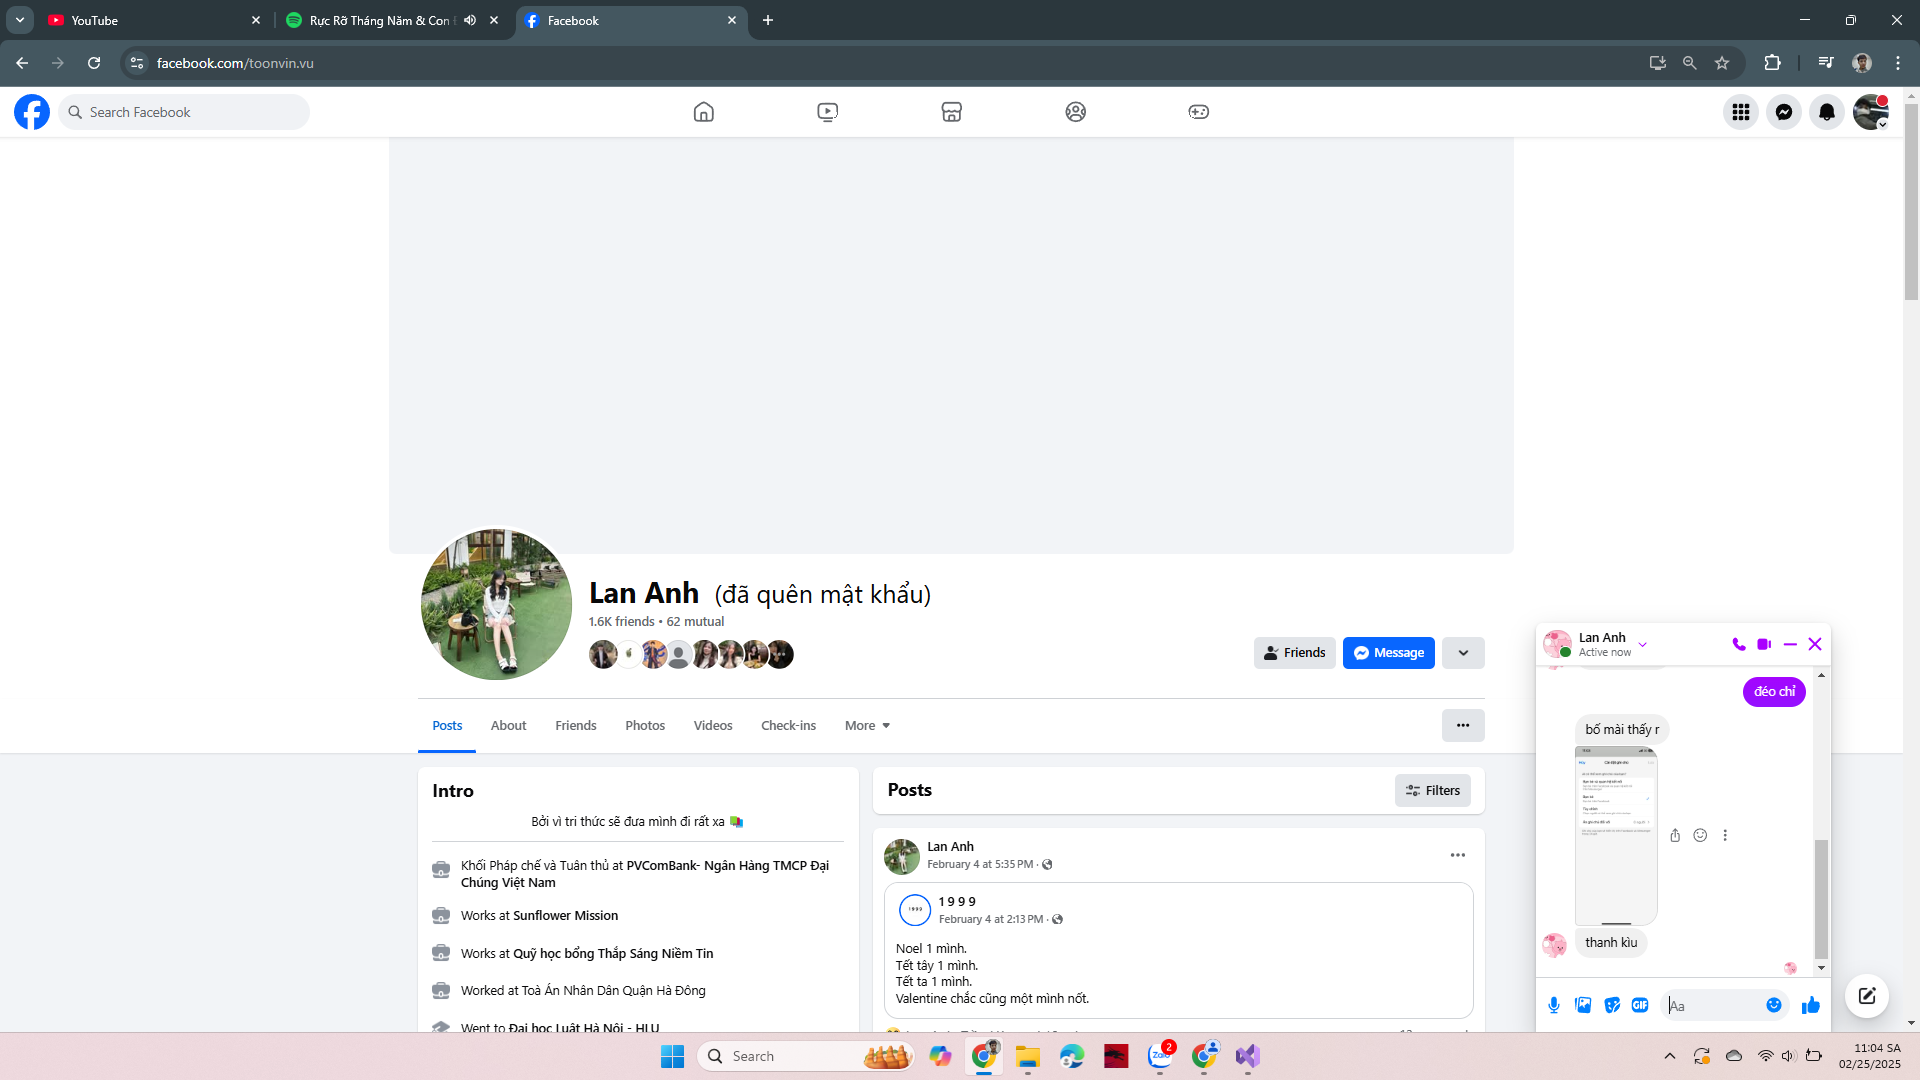 YouTube
Rực Rỡ Tháng Năm & Con
Facebook
facebook.com/toonvin.vu
Search Facebook
Lan Anh (đã quên mật khẩu)
1.6K friends • 62 mutual
Friends
Message
Posts
About
Friends
Photos
Videos
Check-ins
More
Intro
Bởi vì tri thức sẽ đưa mình đi rất xa
Khối Pháp chế và Tuân thủ at PVComBank- Ngân Hàng TMCP Đại
Chúng Việt Nam
Works at Sunflower Mission
Works at Quỹ học bổng Thắp Sáng Niềm Tin
Worked at Toà Án Nhân Dân Quận Hà Đông
Went to Đại học Luật Hà Nội - HLU
Posts
Filters
Lan Anh
February 4 at 5:35 PM
1999
1 9 9 9
February 4 at 2:13 PM
Noel 1 mình.
Tết tây 1 mình.
Tết ta 1 mình.
Valentine chắc cũng một mình nốt.
Lan Anh
Active now
đéo chỉ
bố mài thấy r
thanh kìu
GIF
Aa
Search
Zalo
2
11:04 SA
02/25/2025